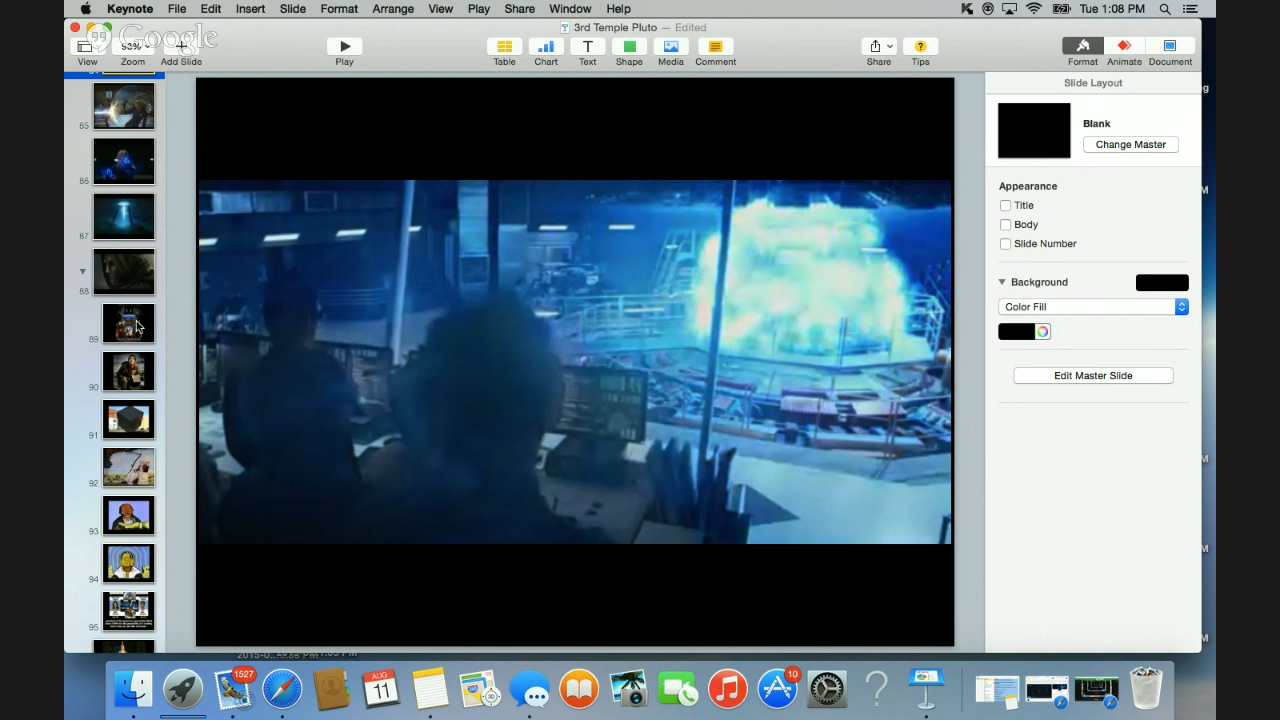 Keynote File Edit Insert Slide Format Arrange View Play Share Window Help Tue 1:08 PM
3rd Temple Pluto — Edited
Google
View Zoom Add Slide Play Table Chart Text Shape Media Comment Share Tips Format Animate Document
Slide Layout
Blank
Change Master
Appearance
Title
Body
Slide Number
Background
Color Fill
Edit Master Slide
85
86
87
88
89
90
91
92
93
94
95
1527
AUG
11
10